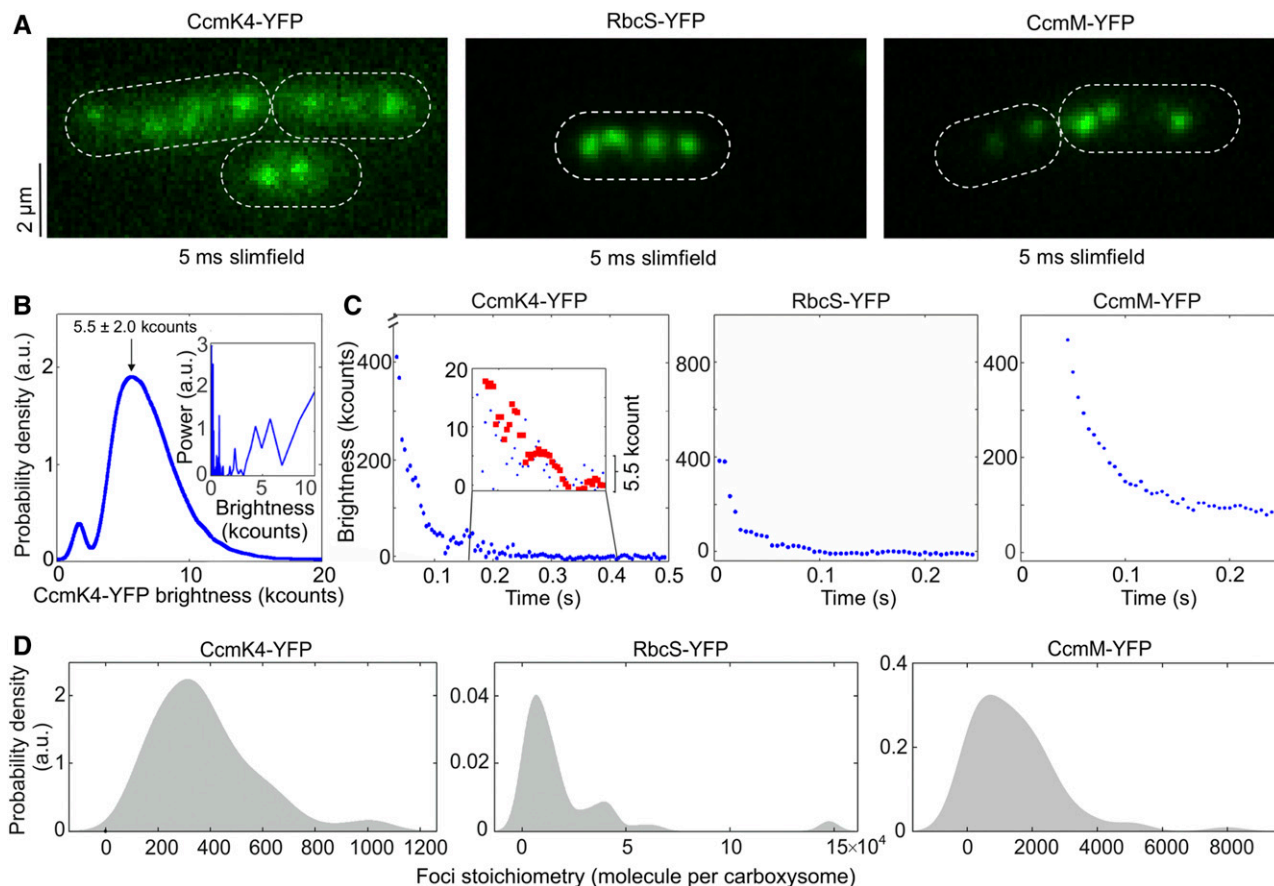 A
CcmK4-YFP RbcS-YFP CcmM-YFP
2 µm
5 ms slimfield 5 ms slimfield 5 ms slimfield
B
5.5 ± 2.0 kcounts
Probability density (a.u.)
2
1
0
0 10 20
CcmK4-YFP brightness (kcounts)
Power (a.u.)
3
2
1
0
0 5 10
Brightness
(kcounts)
C
CcmK4-YFP RbcS-YFP CcmM-YFP
Brightness (kcounts)
400
200
0
0.1 0.2 0.3 0.4 0.5
Time (s)
20
10
0
5.5 kcount
800
400
0
0 0.1 0.2
Time (s)
400
200
0
0 0.1 0.2
Time (s)
D
CcmK4-YFP RbcS-YFP CcmM-YFP
Probability density
(a.u.)
2
1
0
0 200 400 600 800 1000 1200
0.04
0.02
0
0 5 10 15×10⁴
0.4
0.2
0
0 2000 4000 6000 8000
Foci stoichiometry (molecule per carboxysome)